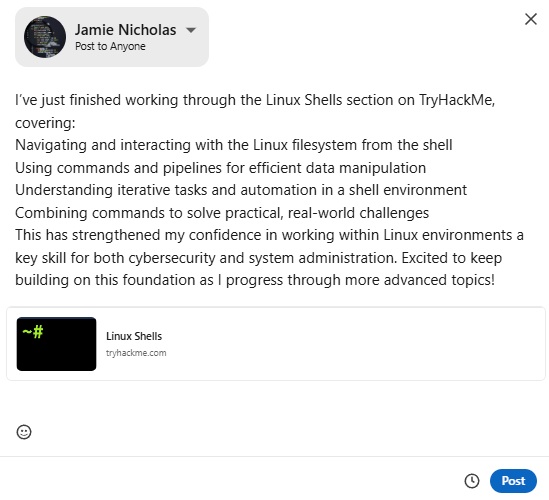 Jamie Nicholas
Post to Anyone
I’ve just finished working through the Linux Shells section on TryHackMe,
covering:
Navigating and interacting with the Linux filesystem from the shell
Using commands and pipelines for efficient data manipulation
Understanding iterative tasks and automation in a shell environment
Combining commands to solve practical, real-world challenges
This has strengthened my confidence in working within Linux environments a
key skill for both cybersecurity and system administration. Excited to keep
building on this foundation as I progress through more advanced topics!
~#
Linux Shells
tryhackme.com
Post